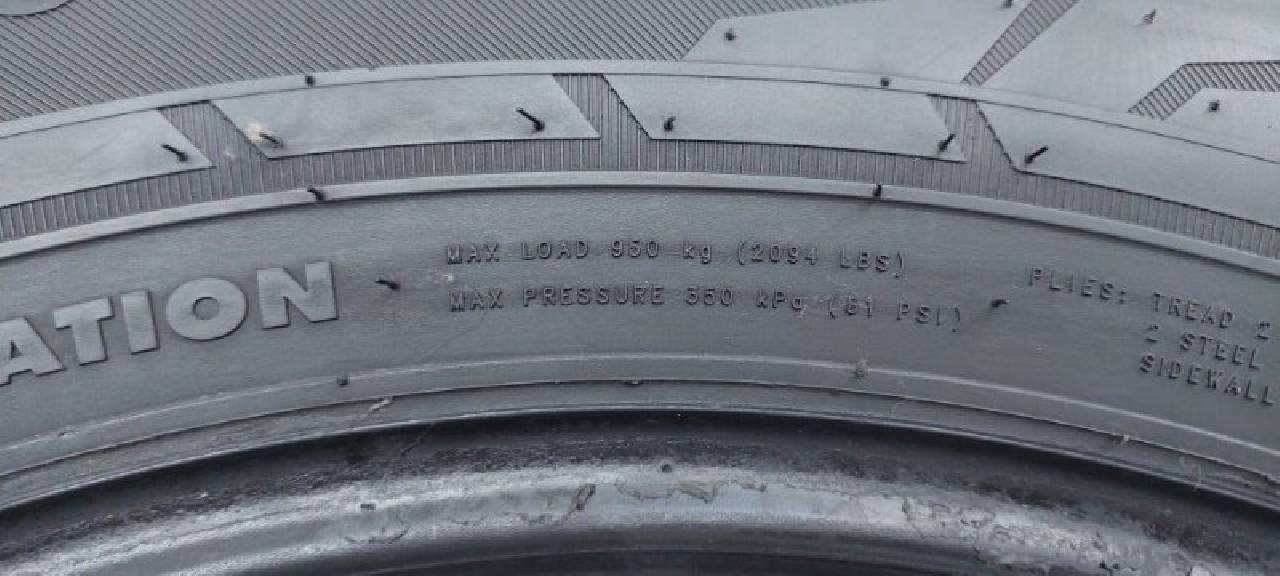 ATION
MAX LOAD 950 kg (2094 LBS)
MAX PRESSURE 350 kPa (51 PSI)
PLIES: TREAD 2
2 STEEL
SIDEWALL